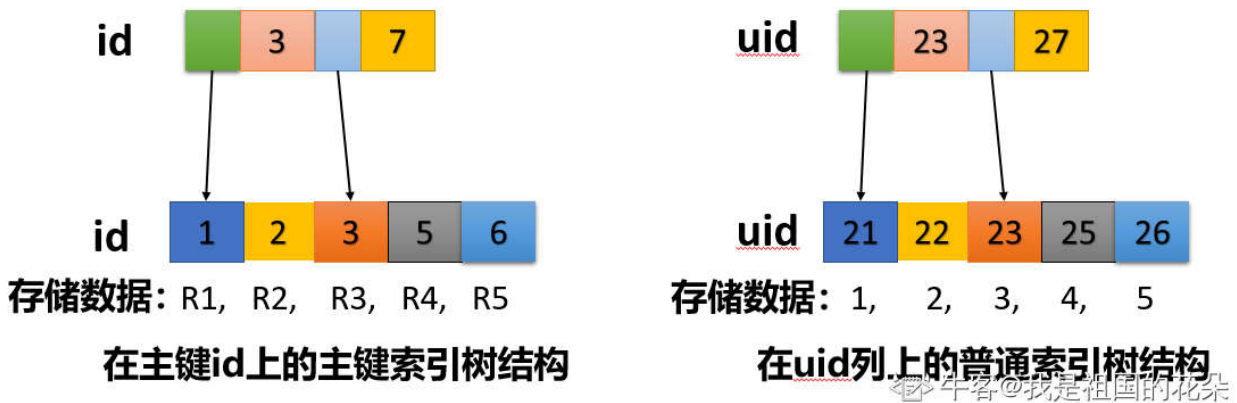 id 3 7
id 1 2 3 5 6
存储数据：R1, R2, R3, R4, R5
在主键id上的主键索引树结构
uid 23 27
uid 21 22 23 25 26
存储数据：1, 2, 3, 4, 5
在uid列上的普通索引树结构
牛客@我是祖国的花朵